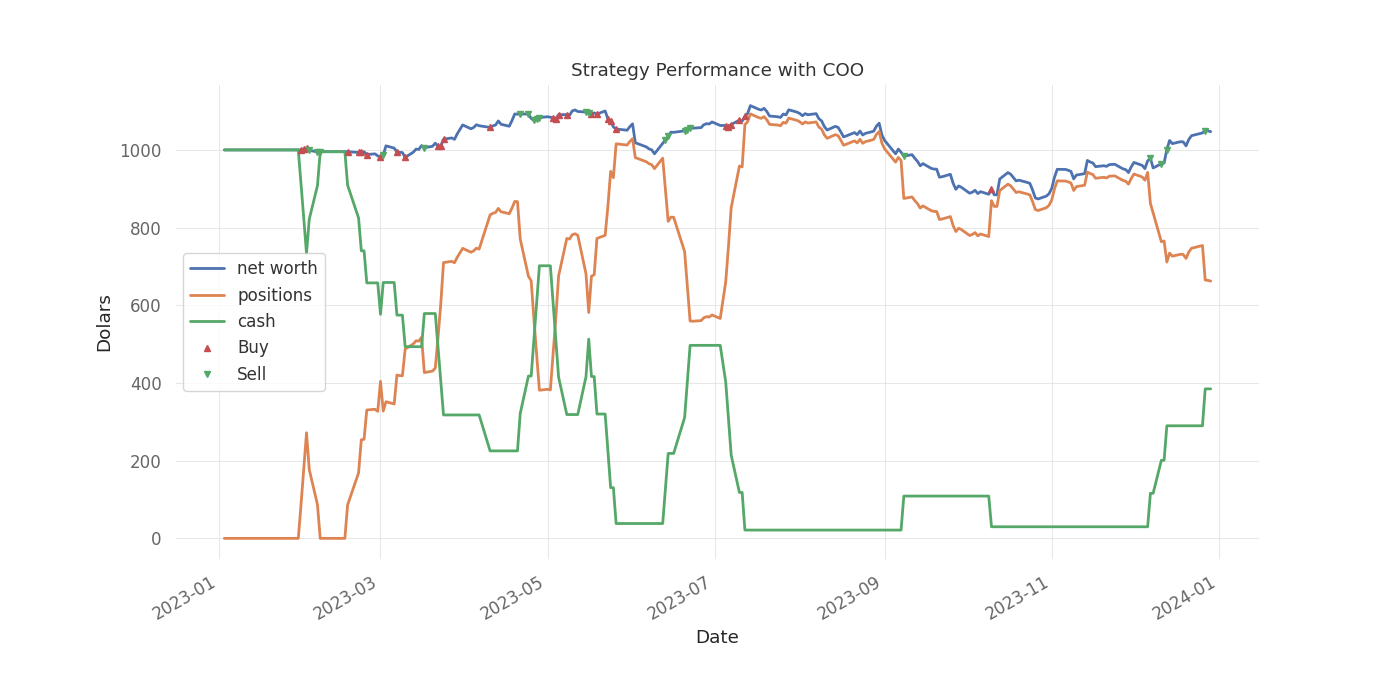 Strategy Performance with COO
Dolars
1000
800
600
400
200
0
net worth
positions
cash
Buy
Sell
2023-01
2023-03
2023-05
2023-07
2023-09
2023-11
2024-01
Date